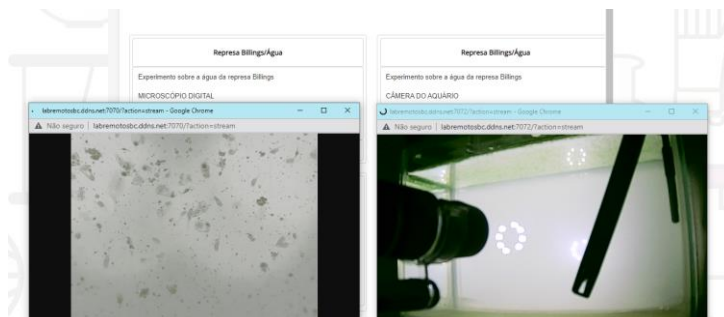 Represa Billings/Água
Experimento sobre a água da represa Billings
MICROSCÓPIO DIGITAL
Represa Billings/Água
Experimento sobre a água da represa Billings
CÂMERA DO AQUÁRIO
labremotosbc.ddns.net:7070/?action=stream - Google Chrome
Não seguro | labremotosbc.ddns.net:7070/?action=stream
labremotosbc.ddns.net:7072/?action=stream - Google Chrome
Não seguro | labremotosbc.ddns.net:7072/?action=stream